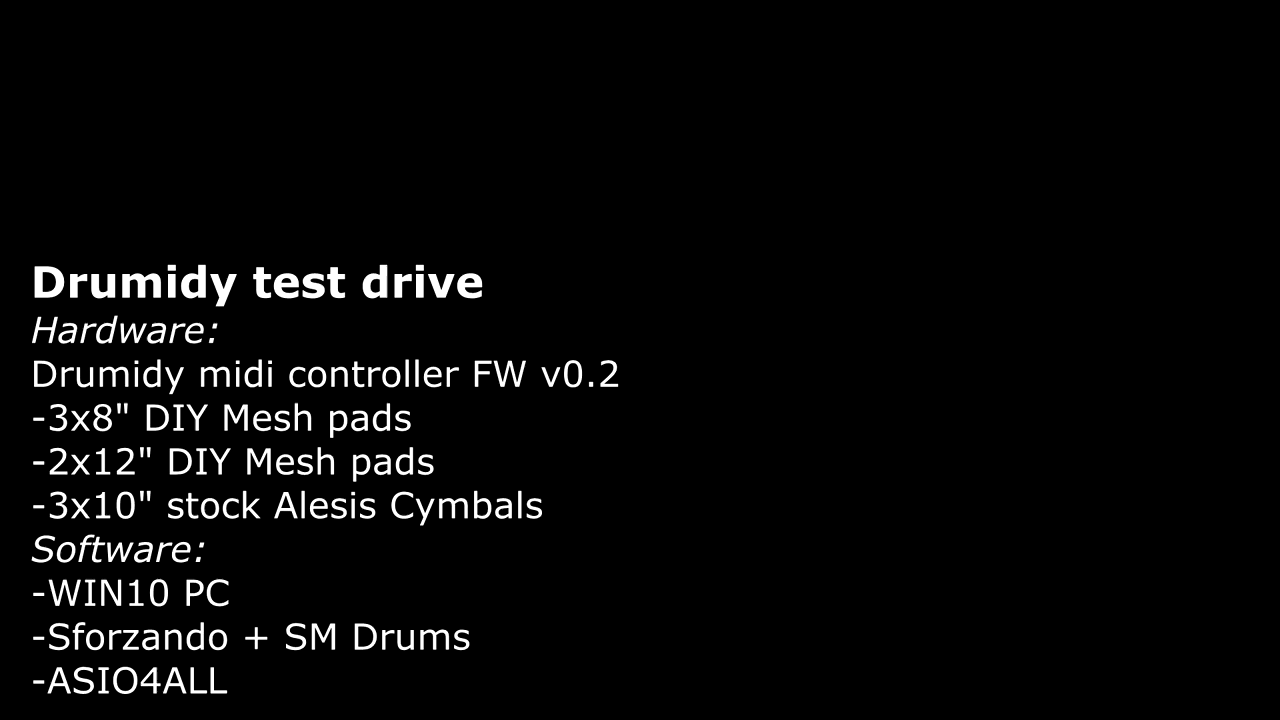 Drumidy test drive
Hardware:
Drumidy midi controller FW v0.2
-3x8" DIY Mesh pads
-2x12" DIY Mesh pads
-3x10" stock Alesis Cymbals
Software:
-WIN10 PC
-Sforzando + SM Drums
-ASIO4ALL